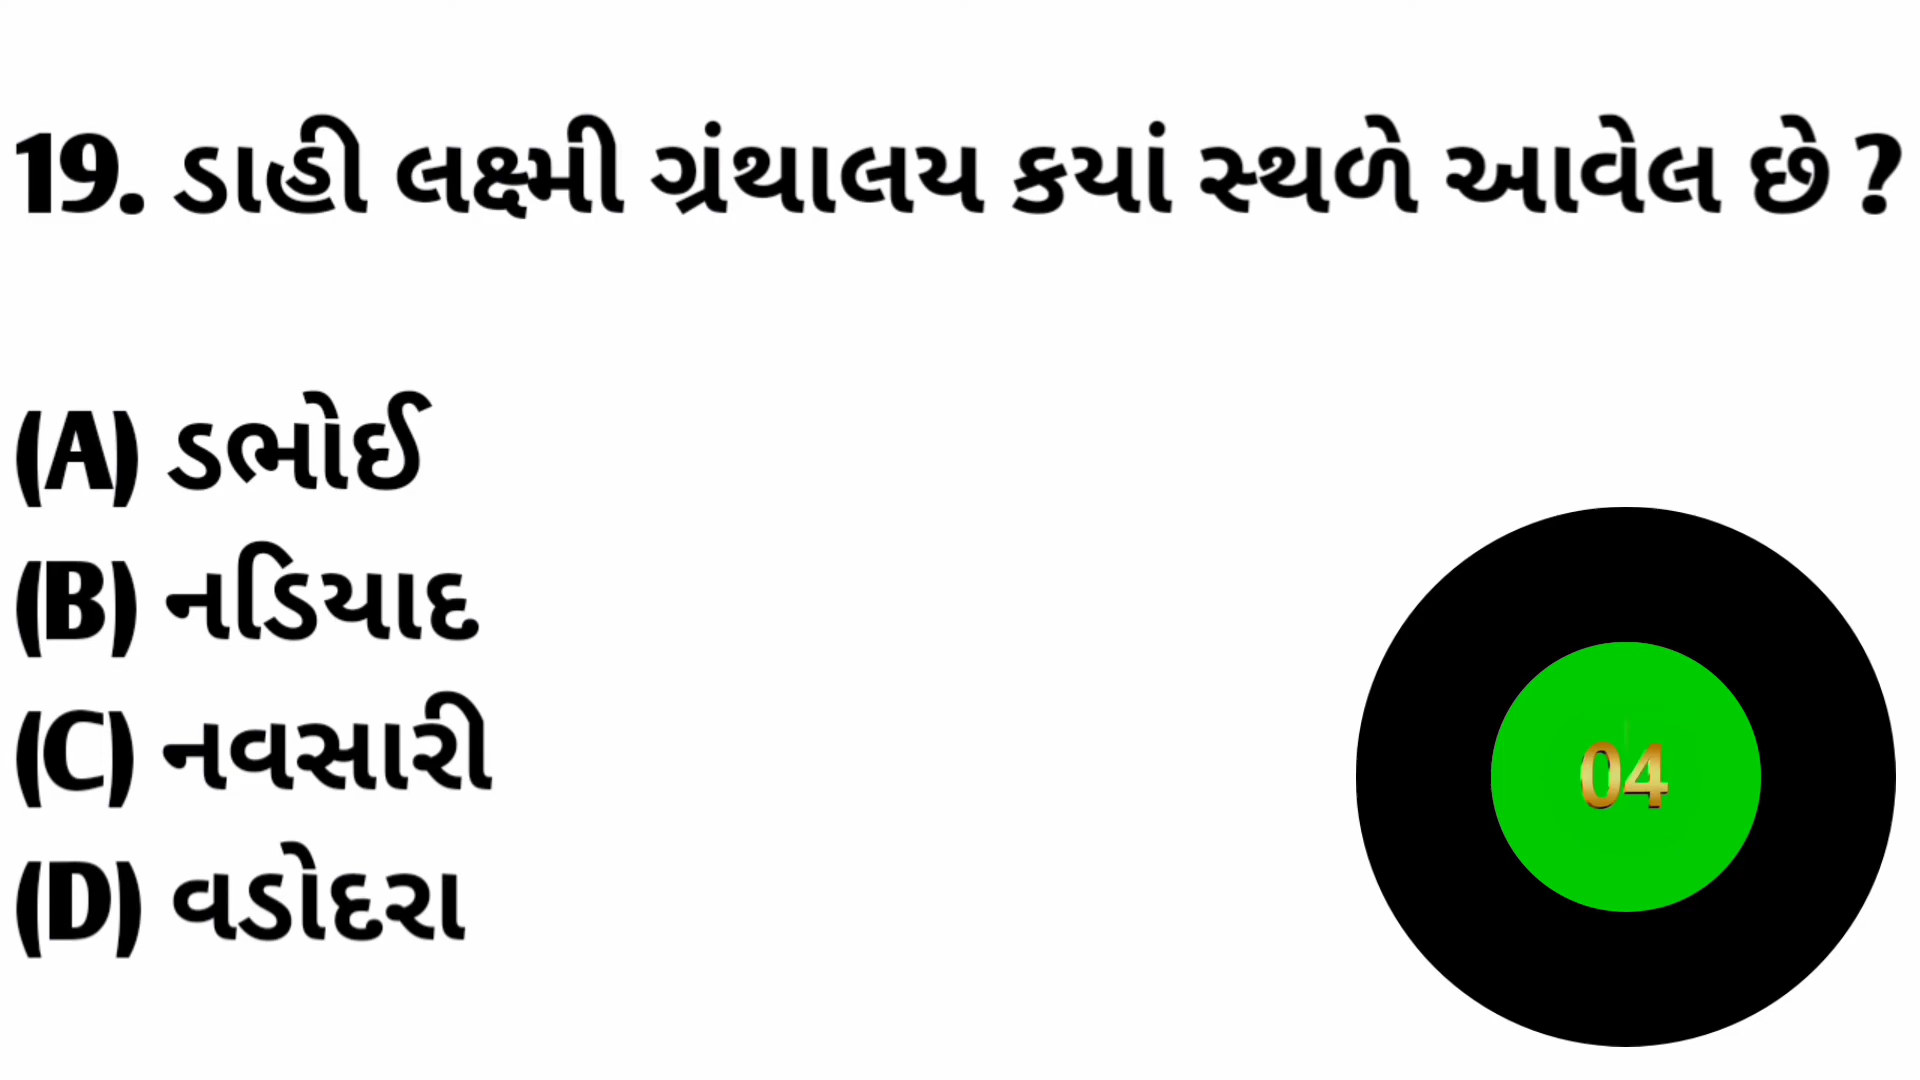 19. ડાહી લક્ષ્મી ગ્રંથાલય કયાં સ્થળે આવેલ છે ?
(A) ડભોઈ
(B) નડિયાદ
(C) નવસારી
(D) વડોદરા
04